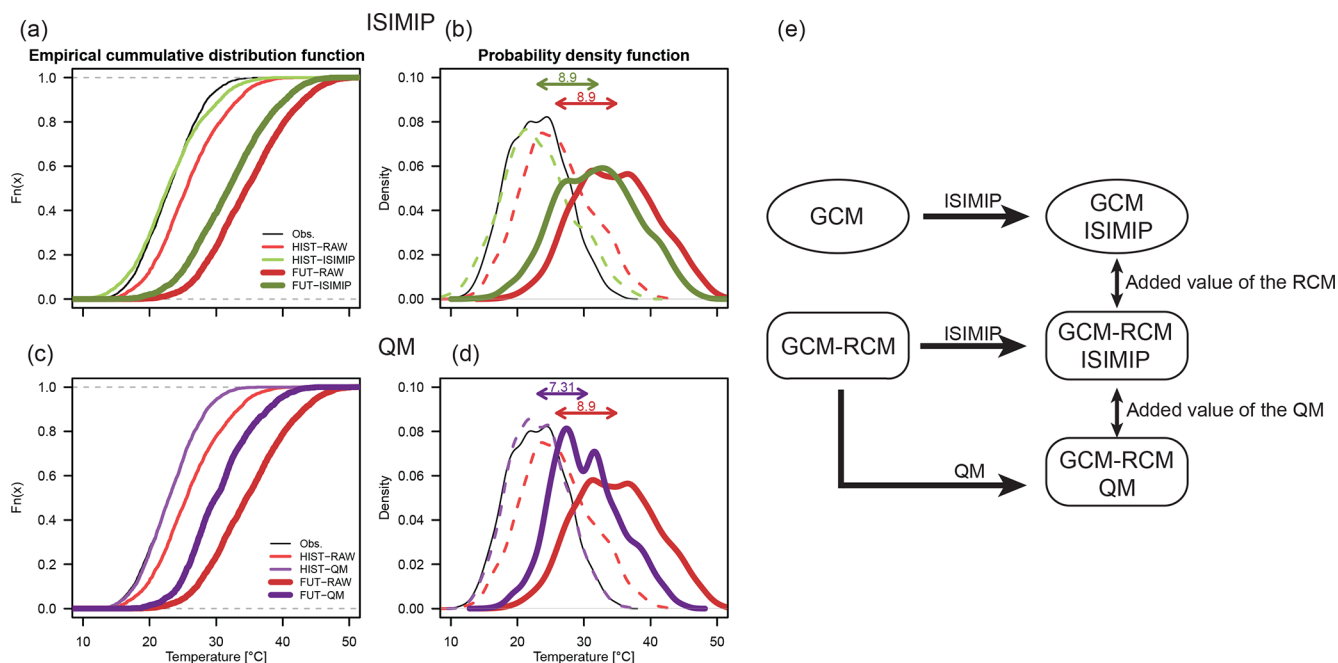 ISIMIP
(a)
(b)
(e)
Empirical cummulative distribution function
Probability density function
1.0
0.8
0.6
0.4
0.2
0.0
Fn(x)
Obs.
HIST−RAW
HIST−ISIMIP
FUT−RAW
FUT−ISIMIP
0.10
0.08
0.06
0.04
0.02
0.00
Density
8.9
8.9
QM
(c)
(d)
1.0
0.8
0.6
0.4
0.2
0.0
Fn(x)
Obs.
HIST−RAW
HIST−QM
FUT−RAW
FUT−QM
10 20 30 40 50
Temperature [°C]
0.10
0.08
0.06
0.04
0.02
0.00
Density
7.31
8.9
10 20 30 40 50
Temperature [°C]
GCM
ISIMIP
GCM
ISIMIP
Added value of the RCM
GCM-RCM
ISIMIP
GCM-RCM
ISIMIP
Added value of the QM
QM
GCM-RCM
QM